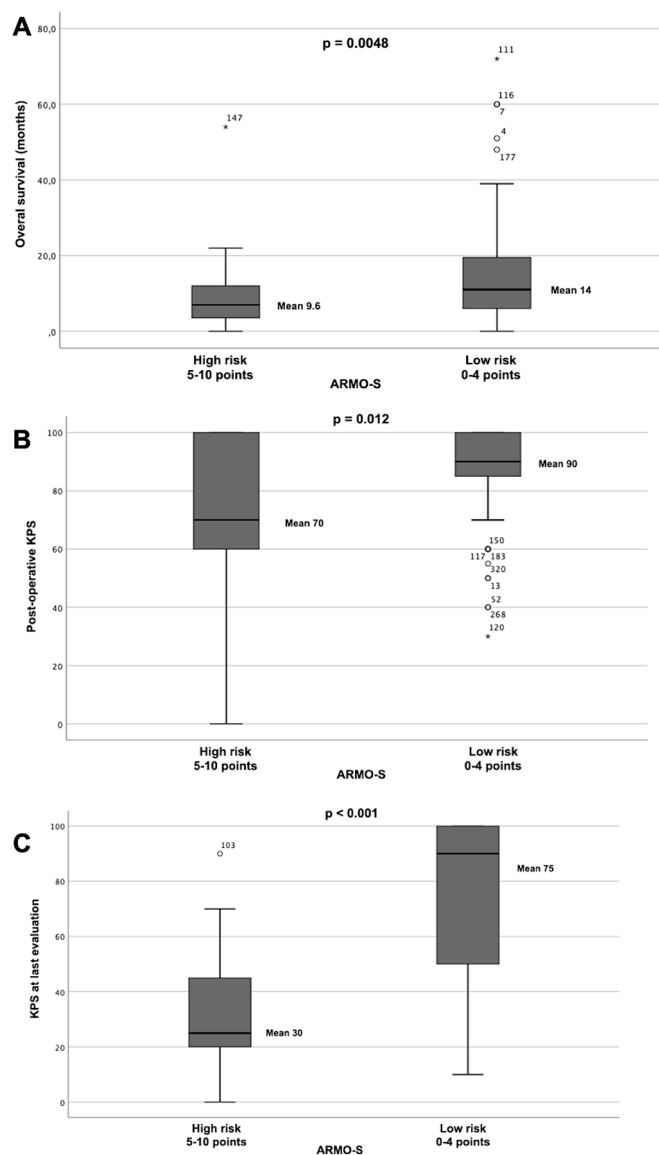 A
p = 0.0048
Overal survival (months)
80,0
60,0
40,0
20,0
,0
147
111
116
7
4
177
Mean 9.6
Mean 14
High risk
5-10 points
Low risk
0-4 points
ARMO-S
B
p = 0.012
Post-operative KPS
100
80
60
40
20
0
Mean 70
Mean 90
150
117 183
320
13
52
268
120
High risk
5-10 points
Low risk
0-4 points
ARMO-S
C
p < 0.001
KPS at last evaluation
100
80
60
40
20
0
103
Mean 30
Mean 75
High risk
5-10 points
Low risk
0-4 points
ARMO-S